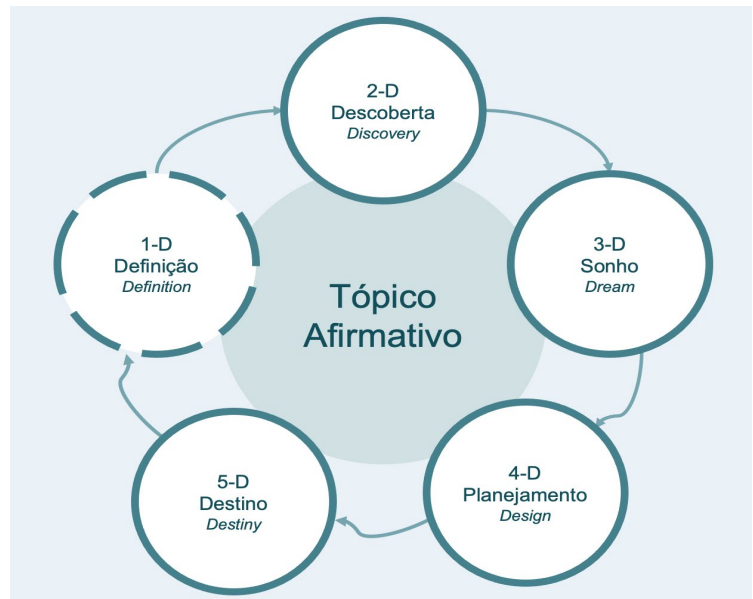 2-D
Descoberta
Discovery
1-D
Definição
Definition
3-D
Sonho
Dream
Tópico
Afirmativo
5-D
Destino
Destiny
4-D
Planejamento
Design